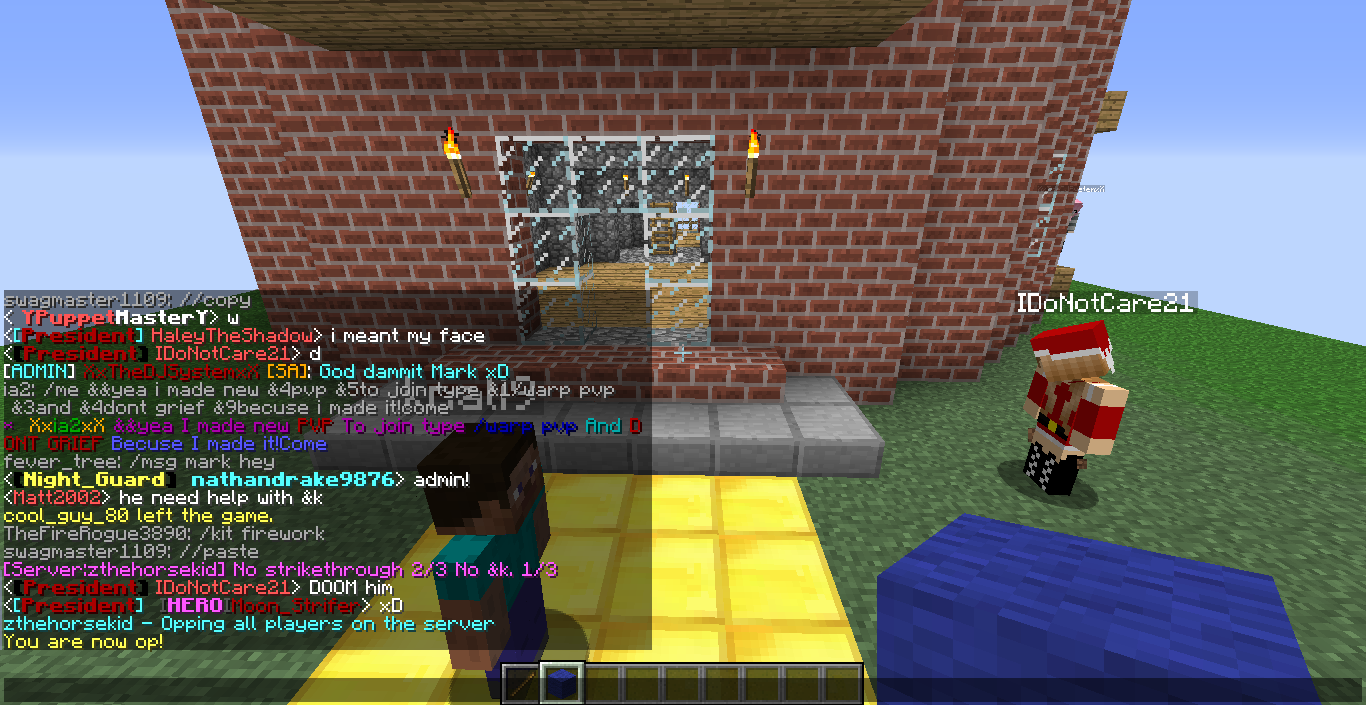 swagmaster1109: //copy
< YPuppetMasterY> w
<[President] HaleyTheShadow> i meant my face
<[President] IDoNotCare21> d
[ADMIN] XxTheDJSystemxX [SA]: God dammit Mark xD
ia2: /me &&yea i made new &4pvp &5to join type &1/warp pvp
&3and &4dont grief &9becuse i made it!Come
* Xxia2xX &&yea I made new PVP To join type /warp pvp And D
ONT GRIEF Becuse I made it!Come
fever_tree: /msg mark hey
<[Night_Guard] nathandrake9876> admin!
<Matt2002> he need help with &k
cool_guy_80 left the game.
TheFireRogue3890: /kit firework
swagmaster1109: //paste
[Server:zthehorsekid] No strikethrough 2/3 No &k. 1/3
<[President] IDoNotCare21> DOOM him
<[President] [HERO]Moon_Strifer> xD
zthehorsekid - Opping all players on the server
You are now op!
IDoNotCare21